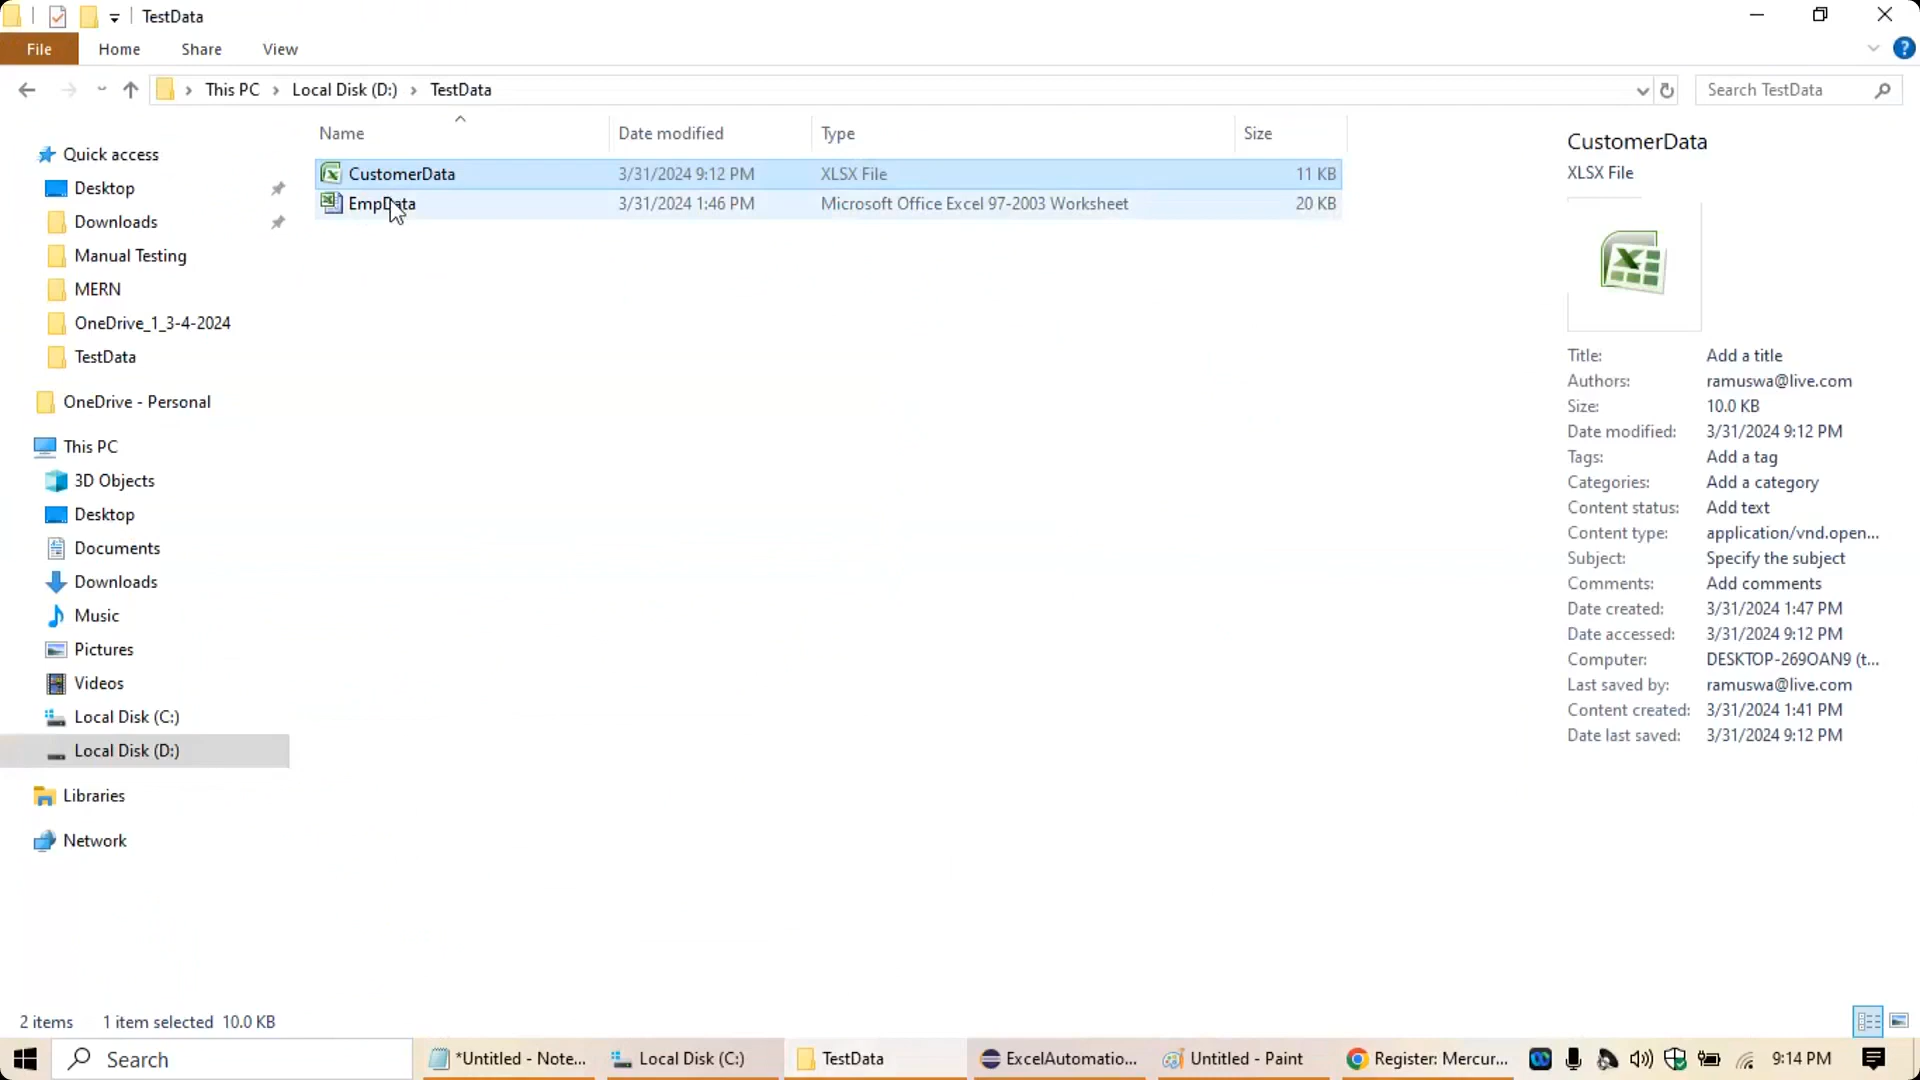 TestData
File Home Share View
This PC Local Disk (D:) TestData
Search TestData
Name Date modified Type Size
CustomerData 3/31/2024 9:12 PM XLSX File 11 KB
EmpData 3/31/2024 1:46 PM Microsoft Office Excel 97-2003 Worksheet 20 KB
Quick access
Desktop
Downloads
Manual Testing
MERN
OneDrive_1_3-4-2024
TestData
OneDrive - Personal
This PC
3D Objects
Desktop
Documents
Downloads
Music
Pictures
Videos
Local Disk (C:)
Local Disk (D:)
Libraries
Network
CustomerData
XLSX File
Title: Add a title
Authors: ramuswa@live.com
Size: 10.0 KB
Date modified: 3/31/2024 9:12 PM
Tags: Add a tag
Categories: Add a category
Content status: Add text
Content type: application/vnd.open...
Subject: Specify the subject
Comments: Add comments
Date created: 3/31/2024 1:47 PM
Date accessed: 3/31/2024 9:12 PM
Computer: DESKTOP-269OAN9 (t...
Last saved by: ramuswa@live.com
Content created: 3/31/2024 1:41 PM
Date last saved: 3/31/2024 9:12 PM
2 items 1 item selected 10.0 KB
Search *Untitled - Note... Local Disk (C:) TestData ExcelAutomatio... Untitled - Paint Register: Mercur... 9:14 PM